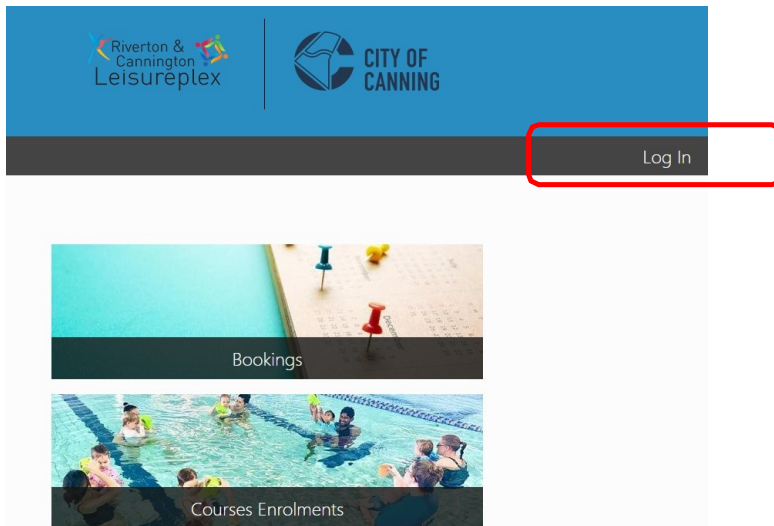 Riverton &
Cannington
Leisureplex
CITY OF
CANNING
Log In
Bookings
Courses Enrolments